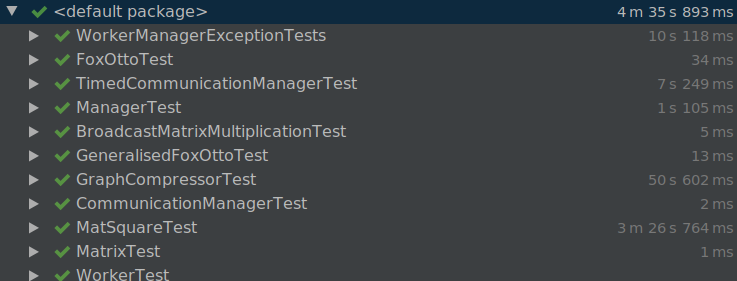 <default package> 4 m 35 s 893 ms
WorkerManagerExceptionTests 10 s 118 ms
FoxOttoTest 34 ms
TimedCommunicationManagerTest 7 s 249 ms
ManagerTest 1 s 105 ms
BroadcastMatrixMultiplicationTest 5 ms
GeneralisedFoxOttoTest 13 ms
GraphCompressorTest 50 s 602 ms
CommunicationManagerTest 2 ms
MatSquareTest 3 m 26 s 764 ms
MatrixTest 1 ms
WorkerTest